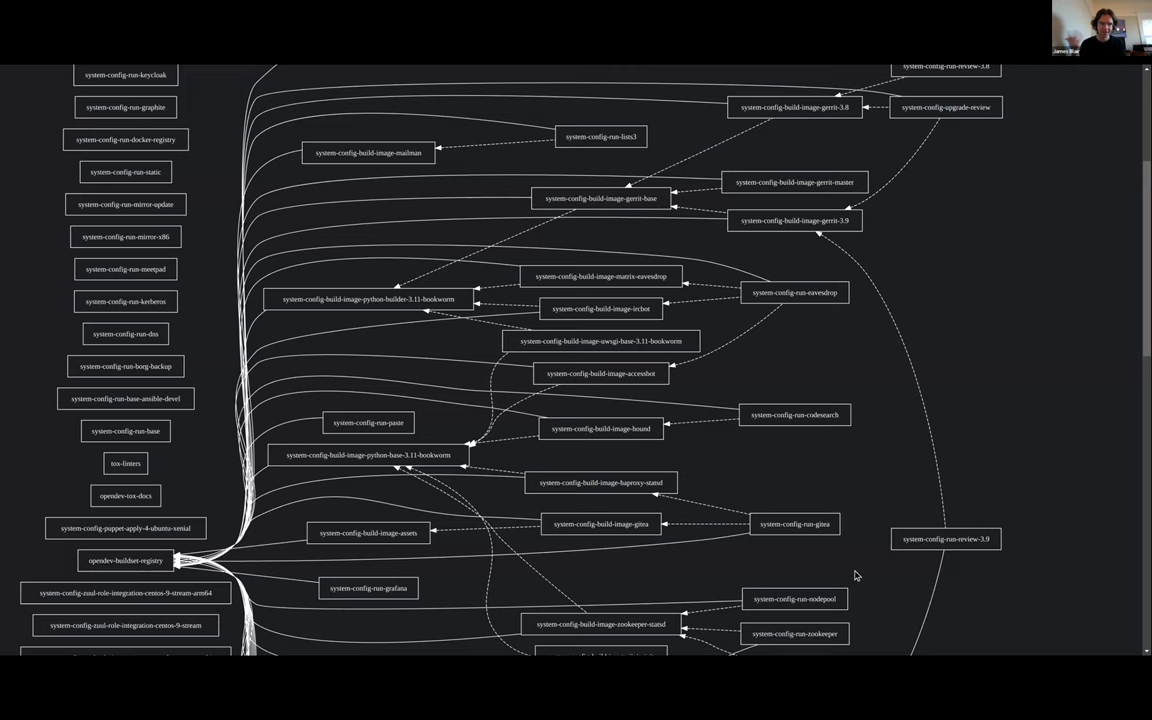 James Blair
system-config-run-review-3.8
system-config-run-keycloak
system-config-run-graphite
system-config-build-image-gerrit-3.8
system-config-upgrade-review
system-config-run-docker-registry
system-config-run-lists3
system-config-build-image-mailman
system-config-run-static
system-config-build-image-gerrit-master
system-config-build-image-gerrit-base
system-config-run-mirror-update
system-config-build-image-gerrit-3.9
system-config-run-mirror-x86
system-config-run-meetpad
system-config-build-image-matrix-eavesdrop
system-config-run-eavesdrop
system-config-build-image-python-builder-3.11-bookworm
system-config-run-kerberos
system-config-build-image-ircbot
system-config-run-dns
system-config-build-image-uwsgi-base-3.11-bookworm
system-config-run-borg-backup
system-config-build-image-accessbot
system-config-run-base-ansible-devel
system-config-run-codesearch
system-config-run-paste
system-config-build-image-hound
system-config-run-base
system-config-build-image-python-base-3.11-bookworm
tox-linters
system-config-build-image-haproxy-statsd
opendev-tox-docs
system-config-puppet-apply-4-ubuntu-xenial
system-config-build-image-assets
system-config-build-image-gitea
system-config-run-gitea
system-config-run-review-3.9
opendev-buildset-registry
system-config-run-grafana
system-config-zuul-role-integration-centos-9-stream-arm64
system-config-run-nodepool
system-config-zuul-role-integration-centos-9-stream
system-config-build-image-zookeeper-statsd
system-config-run-zookeeper